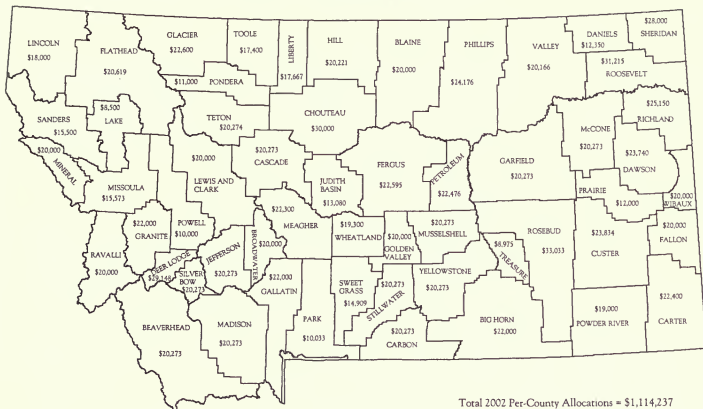 LINCOLN
$18,000
FLATHEAD
$20,619
GLACIER
$22,600
TOOLE
$17,400
LIBERTY
$17,667
HILL
$20,221
BLAINE
$20,000
PHILLIPS
$24,176
VALLEY
$20,166
DANIELS
$12,350
$28,000
SHERIDAN
$31,215
ROOSEVELT
$11,000
PONDERA
SANDERS
$15,500
$8,500
LAKE
TETON
$20,274
CHOUTEAU
$30,000
$25,150
RICHLAND
McCONE
$20,273
$23,740
DAWSON
$20,000
MINERAL
MISSOULA
$15,573
$20,000
LEWIS AND
CLARK
$20,273
CASCADE
JUDITH
BASIN
$13,080
FERGUS
$22,595
PETROLEUM
$22,476
GARFIELD
$20,273
PRAIRIE
$12,000
$20,000
WIBAUX
$22,000
GRANITE
POWELL
$10,000
$22,300
MEAGHER
$19,300
WHEATLAND
$20,000
GOLDEN
VALLEY
$20,273
MUSSELSHELL
ROSEBUD
$33,033
$8,975
TREASURE
$23,834
CUSTER
$20,000
FALLON
RAVALLI
$20,000
DEER LODGE
SILVER
BOW
$20,273
JEFFERSON
$20,273
BROADWATER
$20,000
$22,000
GALLATIN
PARK
$10,033
SWEET
GRASS
$14,909
$20,273
STILLWATER
YELLOWSTONE
$20,273
BIG HORN
$22,000
$19,000
POWDER RIVER
$22,400
CARTER
BEAVERHEAD
$20,273
MADISON
$20,273
$20,273
CARBON
Total 2002 Per-County Allocations = $1,114,237